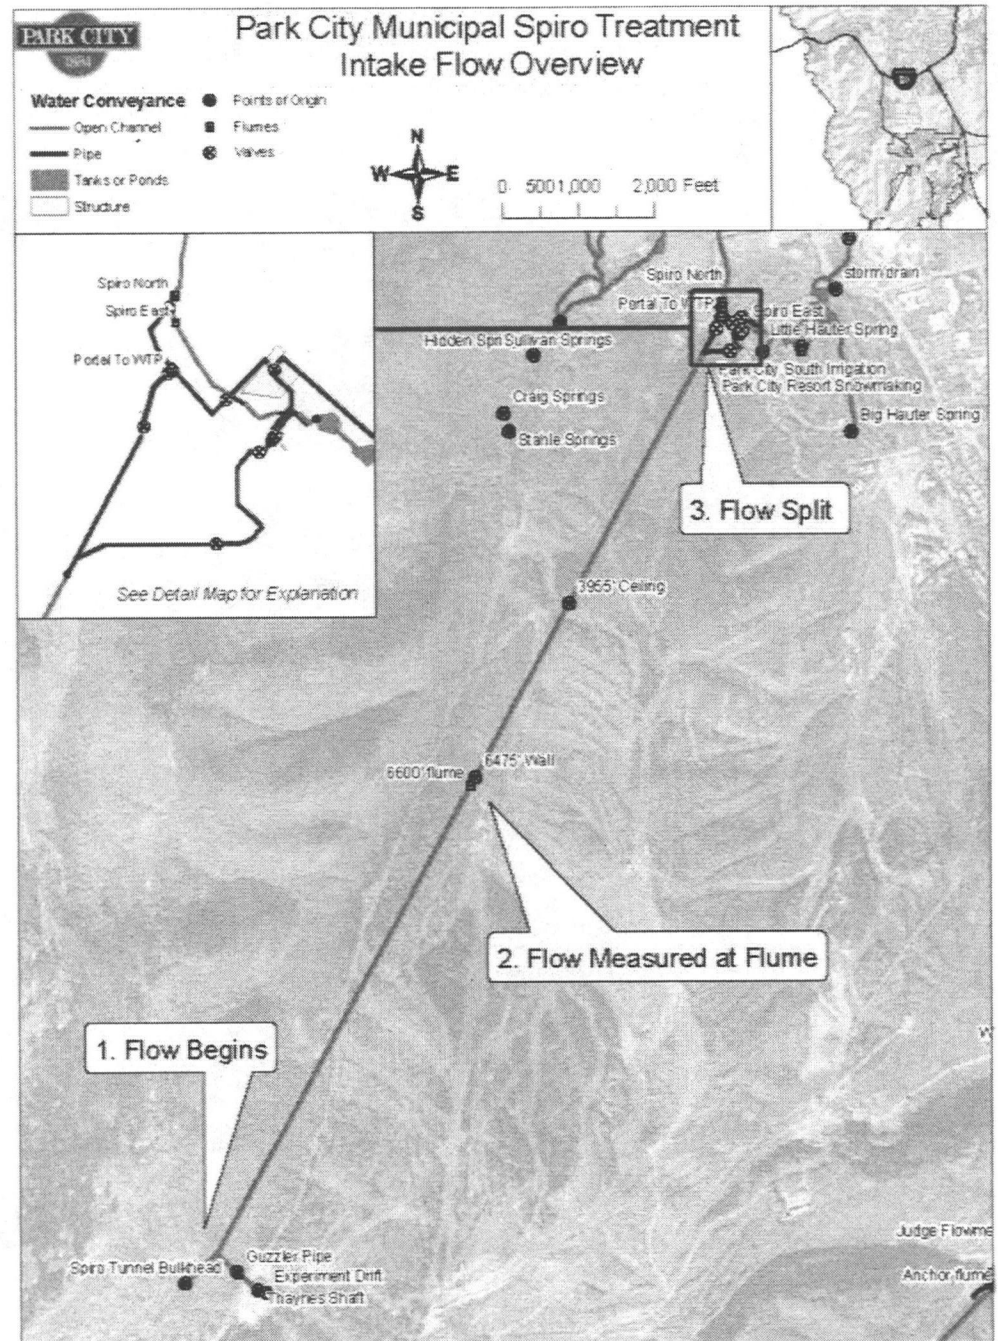 PARK CITY
1884
Park City Municipal Spiro Treatment
Intake Flow Overview
Water Conveyance
Open Channel
Pipe
Tanks or Ponds
Structure
Points of Origin
Flumes
Valves
N
W E
S
0 5001,000 2,000 Feet
Spiro North
Spiro East
Portal To WTP
See Detail Map for Explanation
Spiro North
storm drain
Portal To WTP
Spiro East
Hidden Spri Sullivan Springs
Little Hauter Spring
Park City South Irrigation
Park City Resort Snowmaking
Craig Springs
Big Hauter Spring
Stahle Springs
3. Flow Split
3955' Ceiling
6475' Wall
6600' flume
2. Flow Measured at Flume
1. Flow Begins
W
Judge Flowme
Guzzler Pipe
Spiro Tunnel Bulkhead
Experiment Drift
Thaynes Shaft
Anchor flume